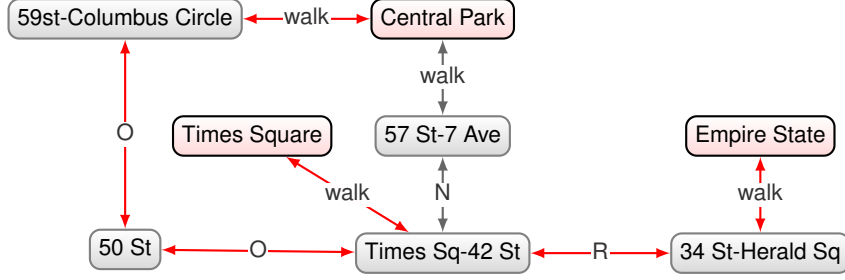 59st-Columbus Circle
walk
Central Park
walk
O
Times Square
57 St-7 Ave
Empire State
walk
N
walk
50 St
O
Times Sq-42 St
R
34 St-Herald Sq